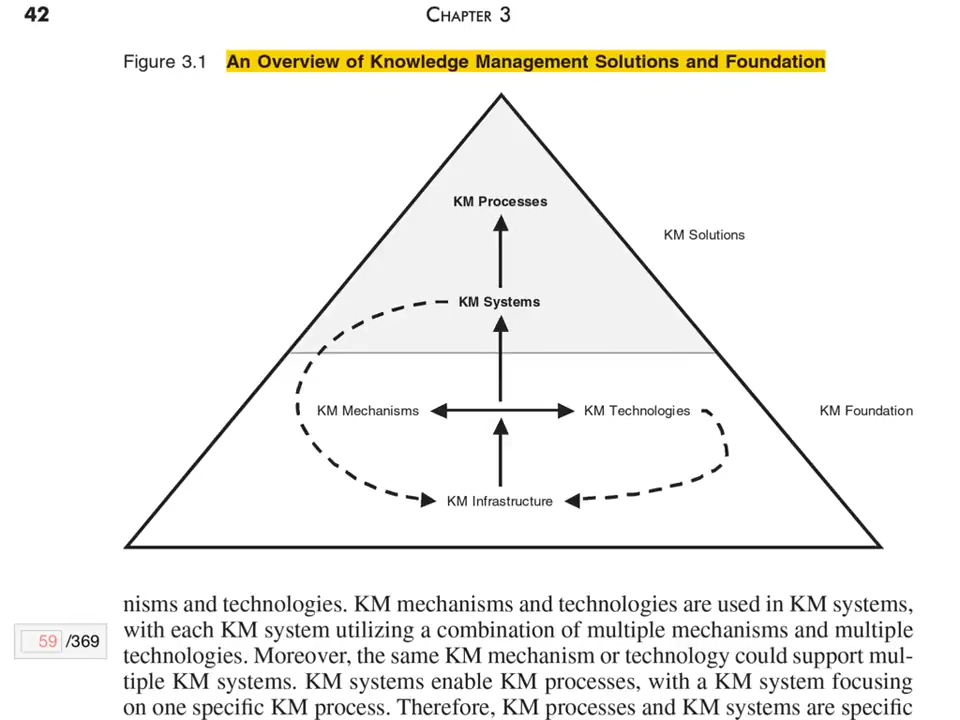 42
CHAPTER 3
Figure 3.1 An Overview of Knowledge Management Solutions and Foundation
KM Processes
KM Solutions
KM Systems
KM Mechanisms
KM Technologies
KM Foundation
KM Infrastructure
nisms and technologies. KM mechanisms and technologies are used in KM systems,
with each KM system utilizing a combination of multiple mechanisms and multiple
59 /369
technologies. Moreover, the same KM mechanism or technology could support mul-
tiple KM systems. KM systems enable KM processes, with a KM system focusing
on one specific KM process. Therefore, KM processes and KM systems are specific